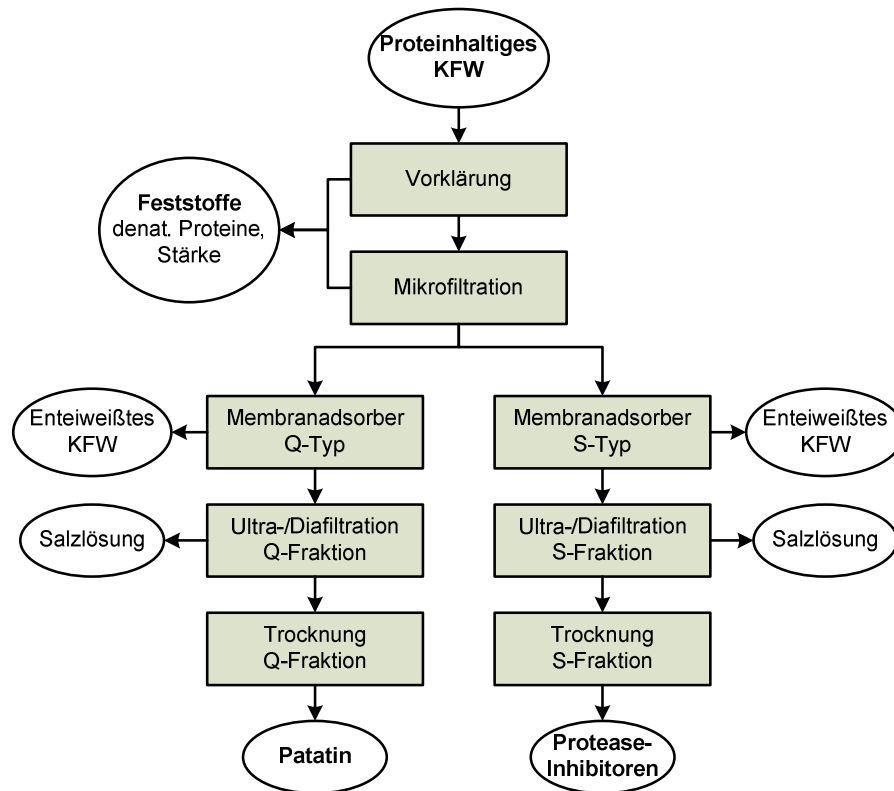 Proteinhaltiges
KFW
Vorklärung
Feststoffe
denat. Proteine,
Stärke
Mikrofiltration
Enteiweißtes
KFW
Membranadsorber
Q-Typ
Membranadsorber
S-Typ
Enteiweißtes
KFW
Salzlösung
Ultra-/Diafiltration
Q-Fraktion
Ultra-/Diafiltration
S-Fraktion
Salzlösung
Trocknung
Q-Fraktion
Trocknung
S-Fraktion
Patatin
Protease-
Inhibitoren